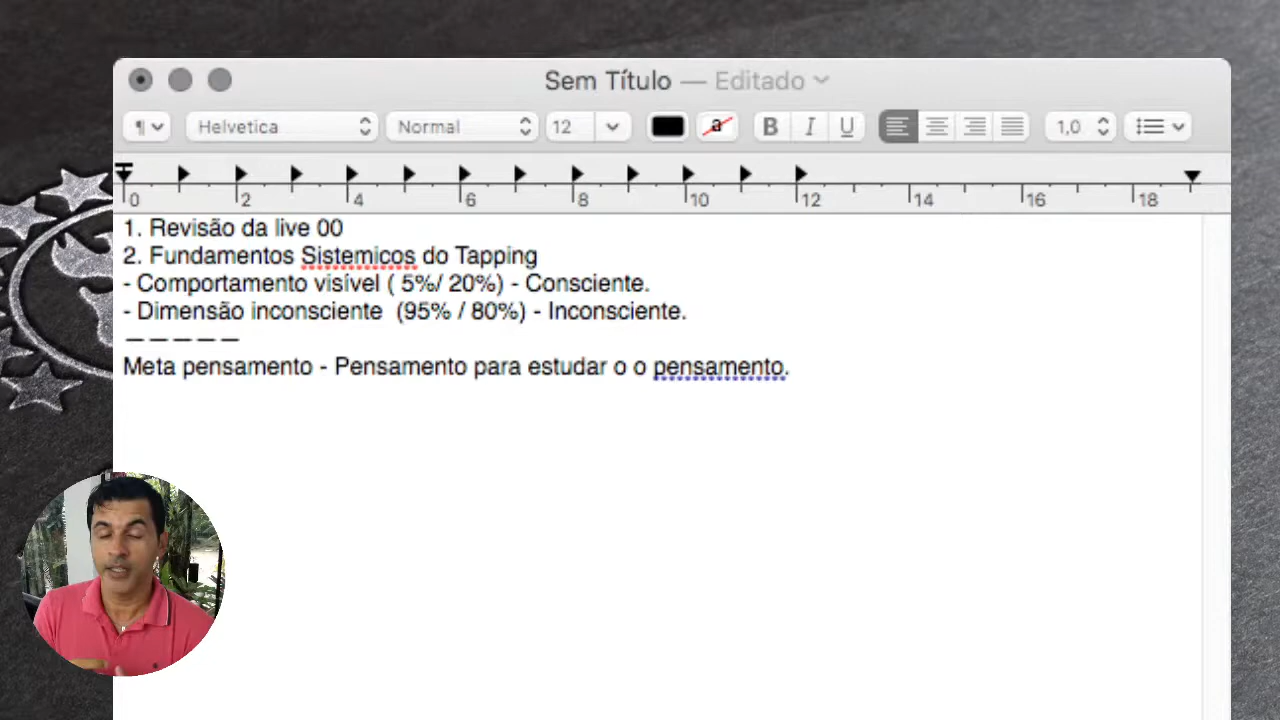 Sem Título — Editado
¶ Helvetica Normal 12 a B I U 1,0
0 2 4 6 8 10 12 14 16 18
1. Revisão da live 00
2. Fundamentos Sistemicos do Tapping
- Comportamento visível ( 5%/ 20%) - Consciente.
- Dimensão inconsciente  (95% / 80%) - Inconsciente.
—————
Meta pensamento - Pensamento para estudar o o pensamento.